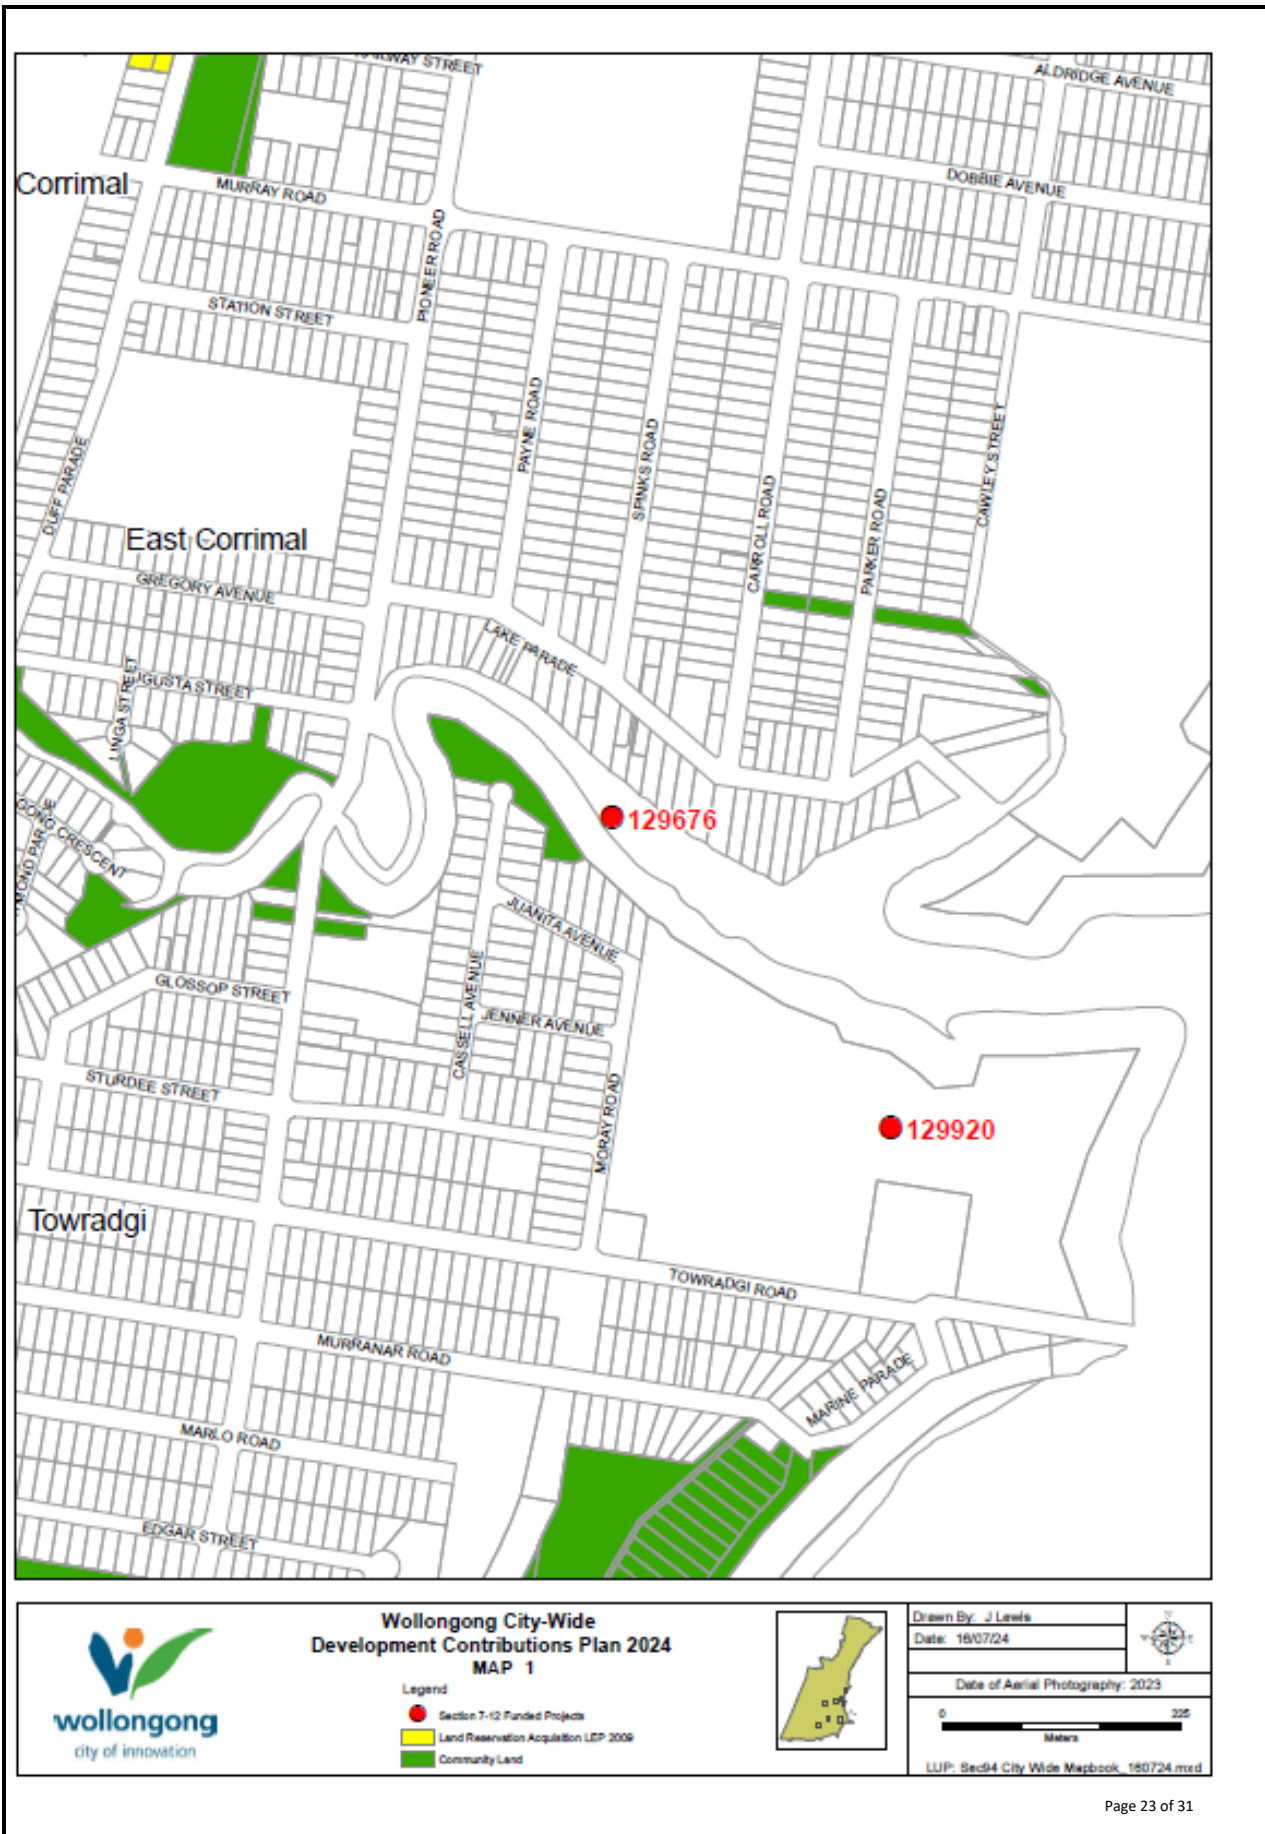 RAILWAY STREET
ALDRIDGE AVENUE
Corrimal
MURRAY ROAD
DOBBIE AVENUE
PIONEER ROAD
STATION STREET
PAYNE ROAD
SPINKS ROAD
CARROLL ROAD
PARKER ROAD
CAWLEY STREET
DUFF PARADE
East Corrimal
GREGORY AVENUE
LAKE PARADE
LINGA STREET
UGUSTA STREET
129676
GONG CRESCENT
MOND PARADE
JUANITA AVENUE
GLOSSOP STREET
CASSELL AVENUE
JENNER AVENUE
STURDEE STREET
MORAY ROAD
129920
Towradgi
TOWRADGI ROAD
MURRANAR ROAD
MARINE PARADE
MARLO ROAD
EDGAR STREET
wollongong
city of innovation
Wollongong City-Wide
Development Contributions Plan 2024
MAP 1
Legend
Section 7-12 Funded Projects
Land Reservation Acquisition LEP 2009
Community Land
Drawn By: J Lewis
Date: 16/07/24
N
W E
S
Date of Aerial Photography: 2023
0 225
Meters
LUP: Sec94 City Wide Mapbook_160724.mxd
Page 23 of 31